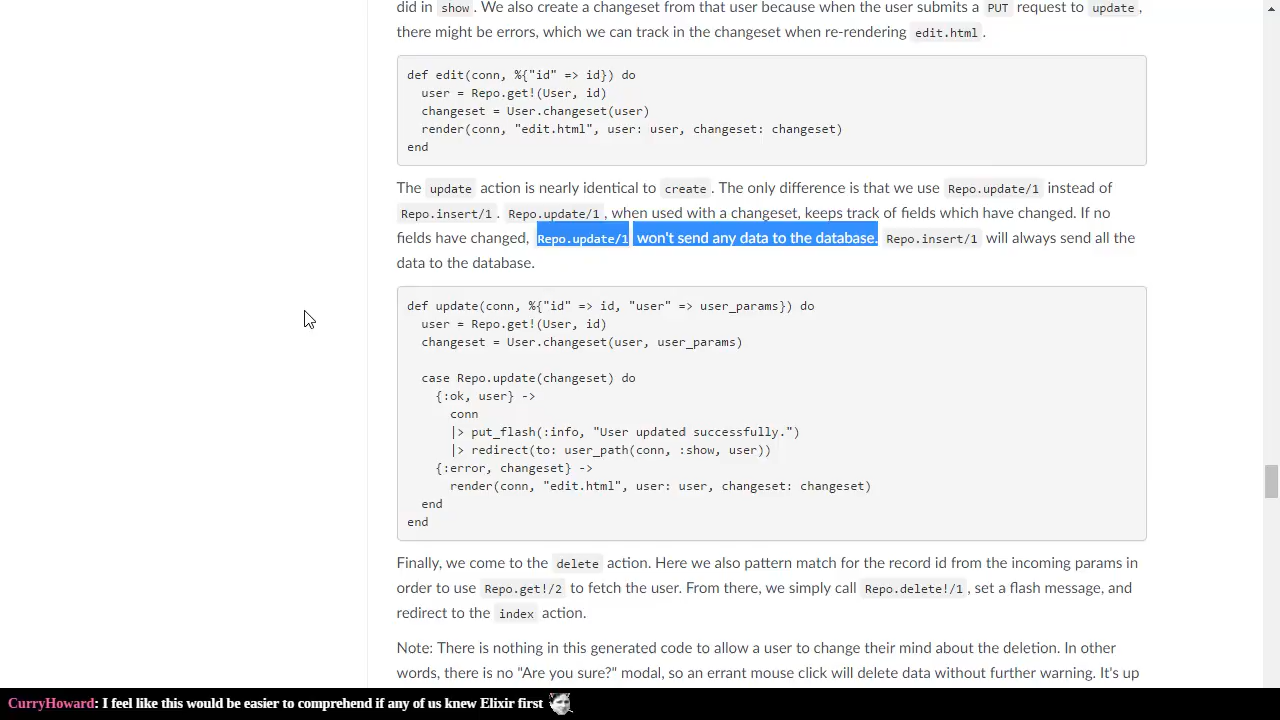 did in show. We also create a changeset from that user because when the user submits a PUT request to update,
there might be errors, which we can track in the changeset when re-rendering edit.html.
def edit(conn, %{"id" => id}) do
  user = Repo.get!(User, id)
  changeset = User.changeset(user)
  render(conn, "edit.html", user: user, changeset: changeset)
end
The update action is nearly identical to create. The only difference is that we use Repo.update/1 instead of
Repo.insert/1. Repo.update/1, when used with a changeset, keeps track of fields which have changed. If no
fields have changed, Repo.update/1 won't send any data to the database. Repo.insert/1 will always send all the
data to the database.
def update(conn, %{"id" => id, "user" => user_params}) do
  user = Repo.get!(User, id)
  changeset = User.changeset(user, user_params)
  case Repo.update(changeset) do
    {:ok, user} ->
      conn
      |> put_flash(:info, "User updated successfully.")
      |> redirect(to: user_path(conn, :show, user))
    {:error, changeset} ->
      render(conn, "edit.html", user: user, changeset: changeset)
  end
end
Finally, we come to the delete action. Here we also pattern match for the record id from the incoming params in
order to use Repo.get!/2 to fetch the user. From there, we simply call Repo.delete!/1, set a flash message, and
redirect to the index action.
Note: There is nothing in this generated code to allow a user to change their mind about the deletion. In other
words, there is no "Are you sure?" modal, so an errant mouse click will delete data without further warning. It's up
CurryHoward: I feel like this would be easier to comprehend if any of us knew Elixir first